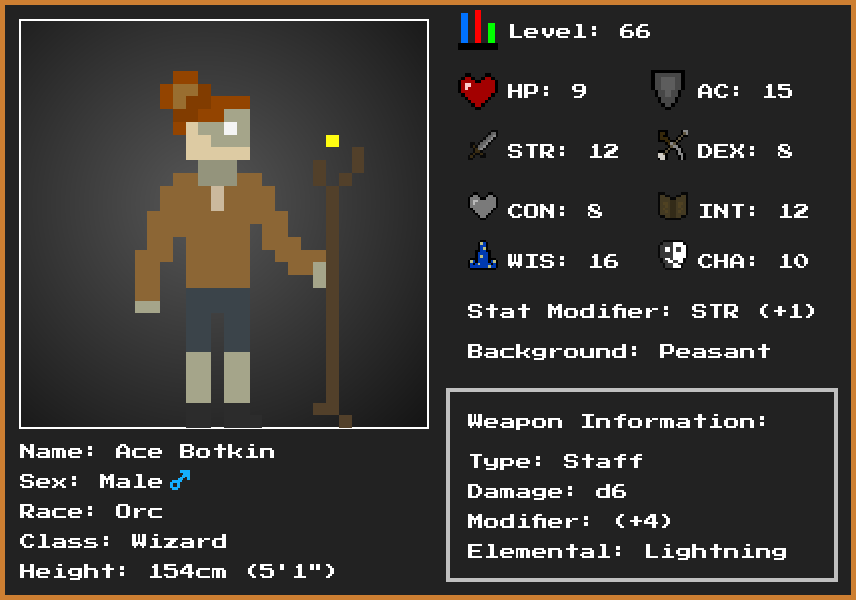 Level: 66
HP: 9
AC: 15
STR: 12
DEX: 8
CON: 8
INT: 12
WIS: 16
CHA: 10
Stat Modifier: STR (+1)
Background: Peasant
Weapon Information:
Type: Staff
Damage: d6
Modifier: (+4)
Elemental: Lightning
Name: Ace Botkin
Sex: Male♂
Race: Orc
Class: Wizard
Height: 154cm (5'1")